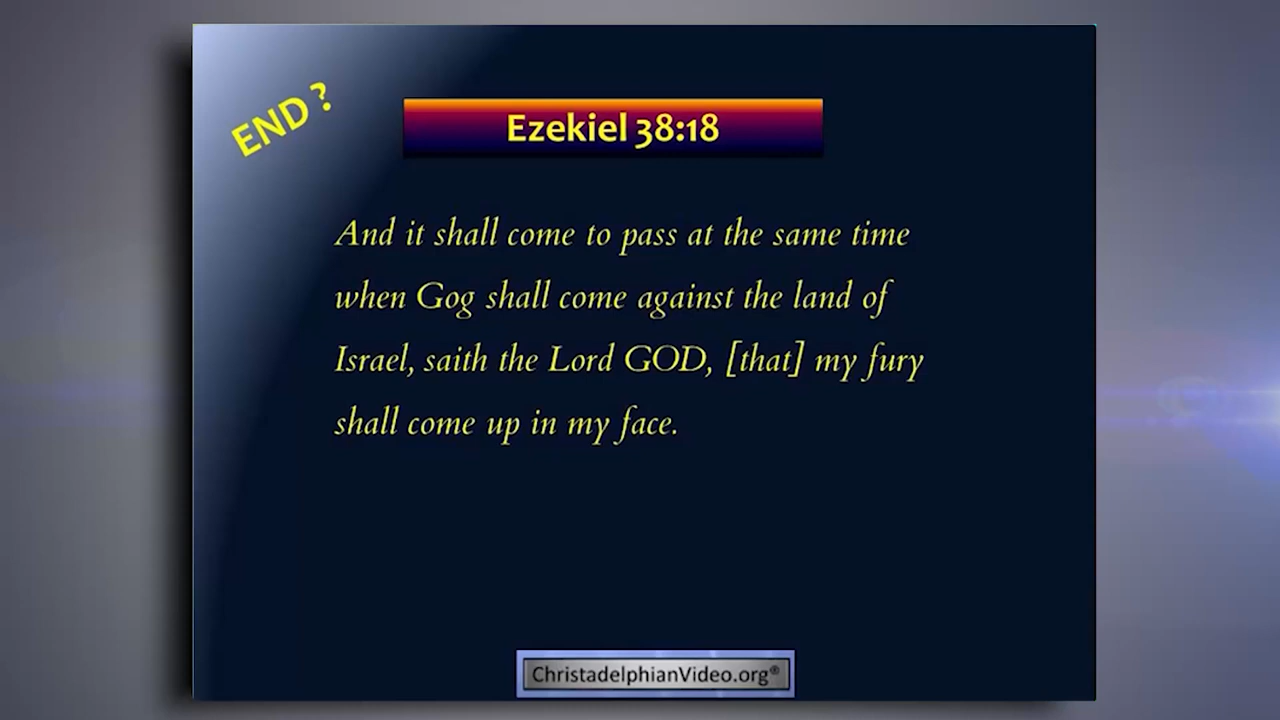 END ?
Ezekiel 38:18
And it shall come to pass at the same time
when Gog shall come against the land of
Israel, saith the Lord GOD, [that] my fury
shall come up in my face.
ChristadelphianVideo.org®